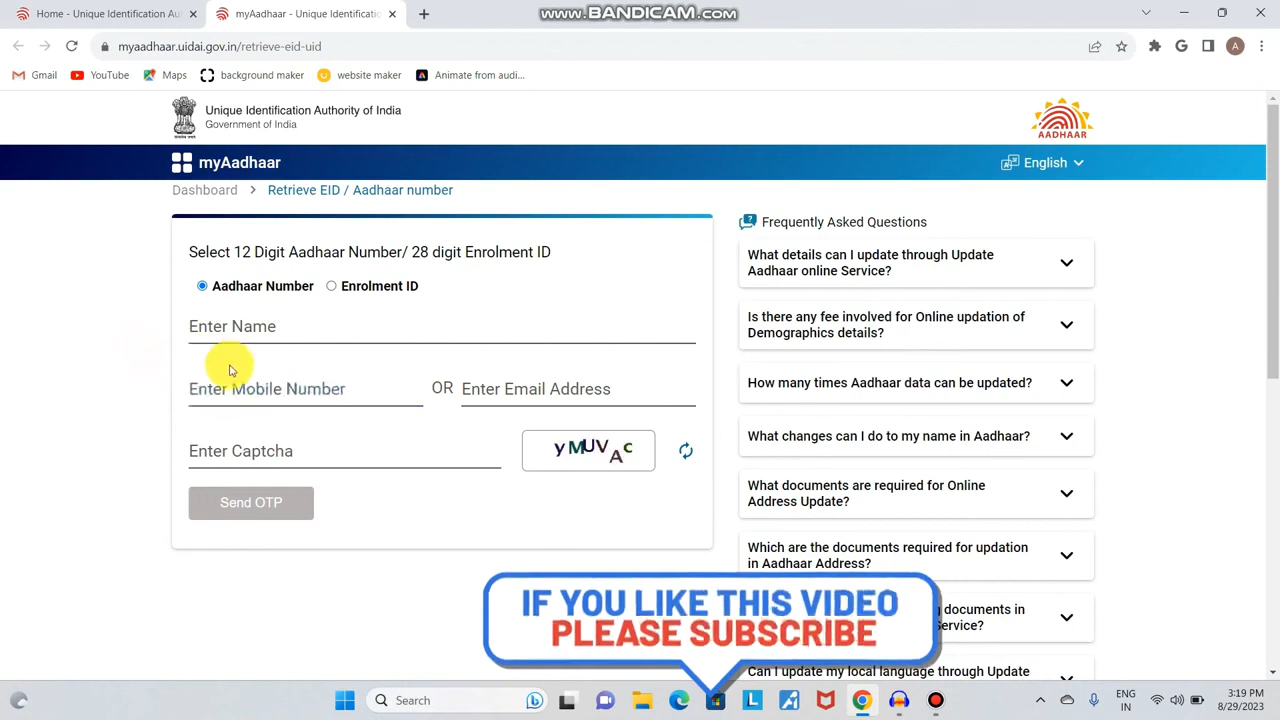 Home - Unique Identification Aut
myAadhaar - Unique Identificatio
www.BANDICAM.com
myaadhaar.uidai.gov.in/retrieve-eid-uid
A
Gmail
YouTube
Maps
background maker
website maker
Animate from audi...
Unique Identification Authority of India
Government of India
AADHAAR
myAadhaar
English
Dashboard > Retrieve EID / Aadhaar number
Select 12 Digit Aadhaar Number/ 28 digit Enrolment ID
Aadhaar Number
Enrolment ID
Enter Name
Enter Mobile Number
OR
Enter Email Address
Enter Captcha
yMUVAc
Send OTP
Frequently Asked Questions
What details can I update through Update
Aadhaar online Service?
Is there any fee involved for Online updation of
Demographics details?
How many times Aadhaar data can be updated?
What changes can I do to my name in Aadhaar?
What documents are required for Online
Address Update?
Which are the documents required for updation
in Aadhaar Address?
documents in
Service?
Can I update my local language through Update
IF YOU LIKE THIS VIDEO
PLEASE SUBSCRIBE
Search
ENG
IN
3:19 PM
8/29/2023